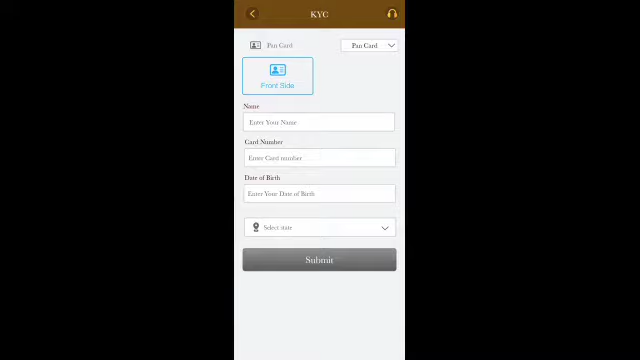 KYC
Pan Card
Pan Card
Front Side
Name
Enter Your Name
Card Number
Enter Card number
Date of Birth
Enter Your Date of Birth
Select state
Submit